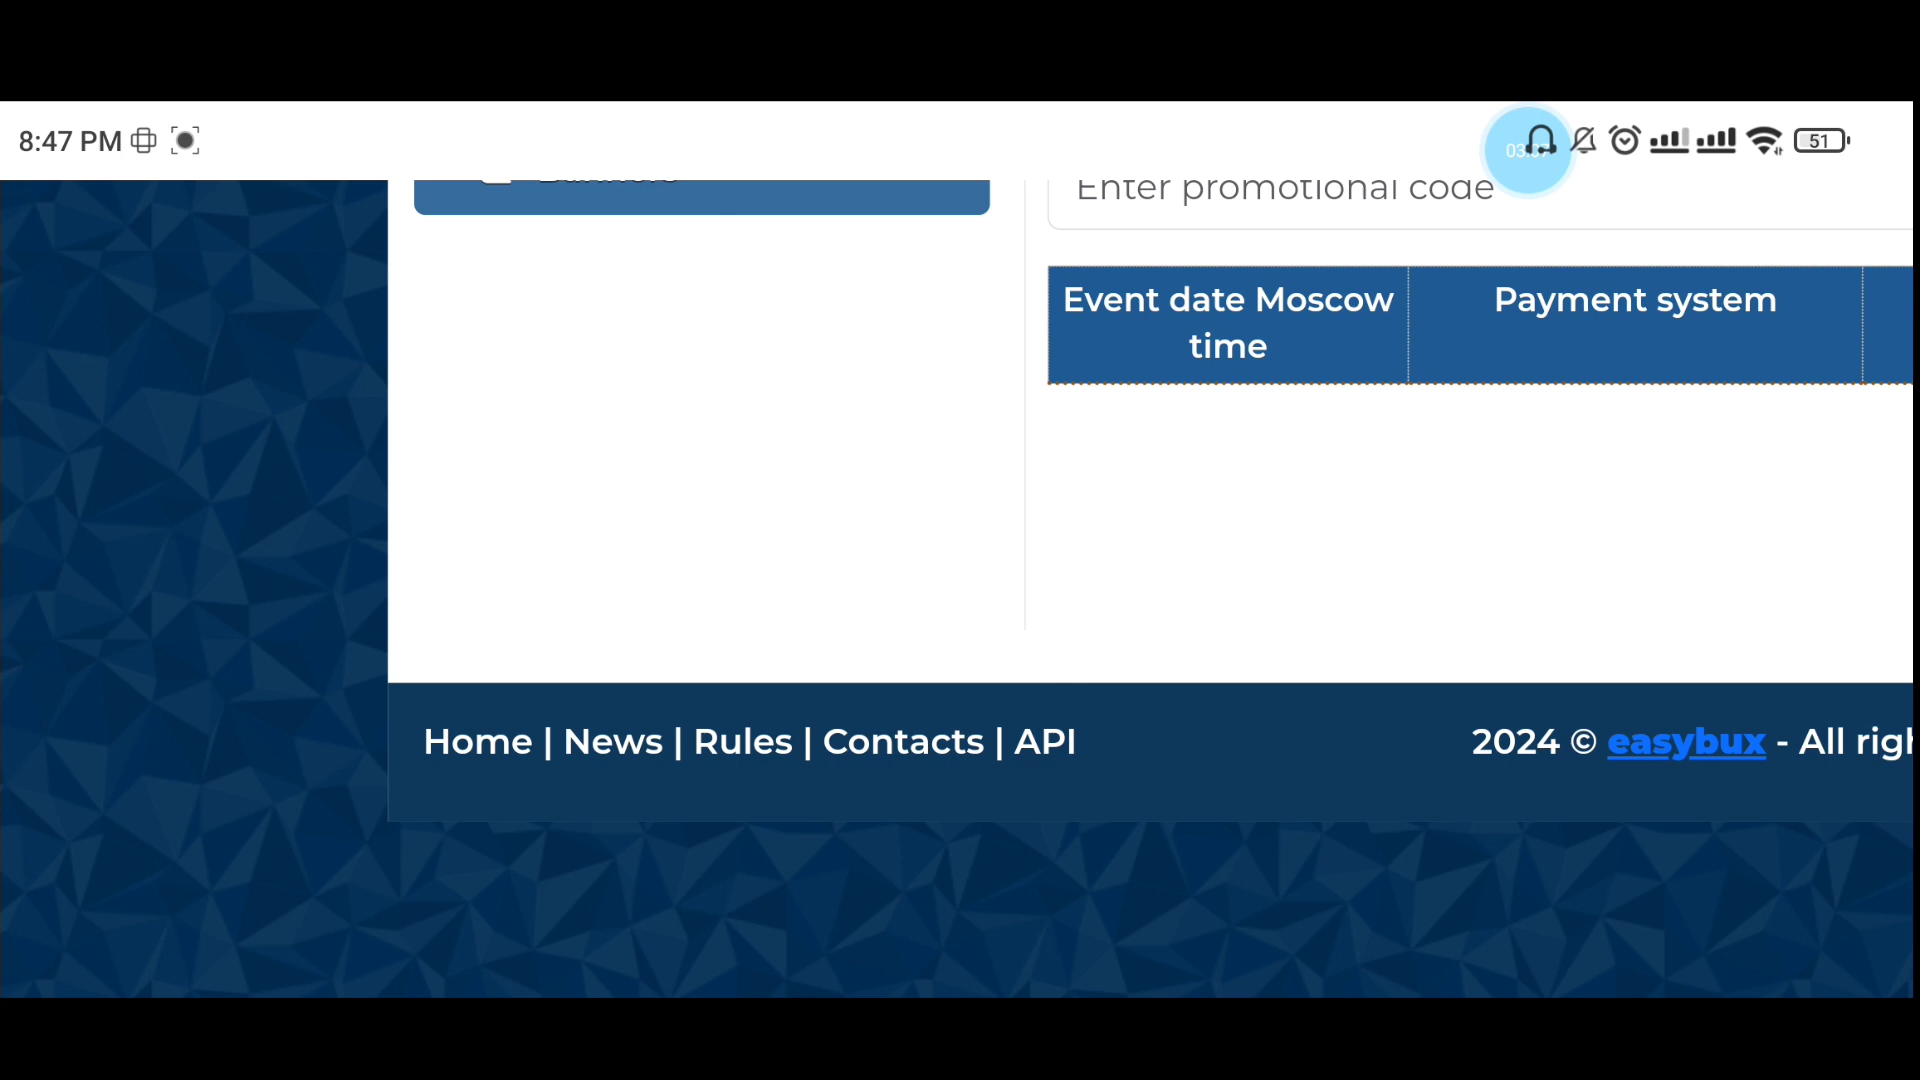 8:47 PM
51
Enter promotional code
Event date Moscow
time
Payment system
Home | News | Rules | Contacts | API
2024 © easybux - All righ